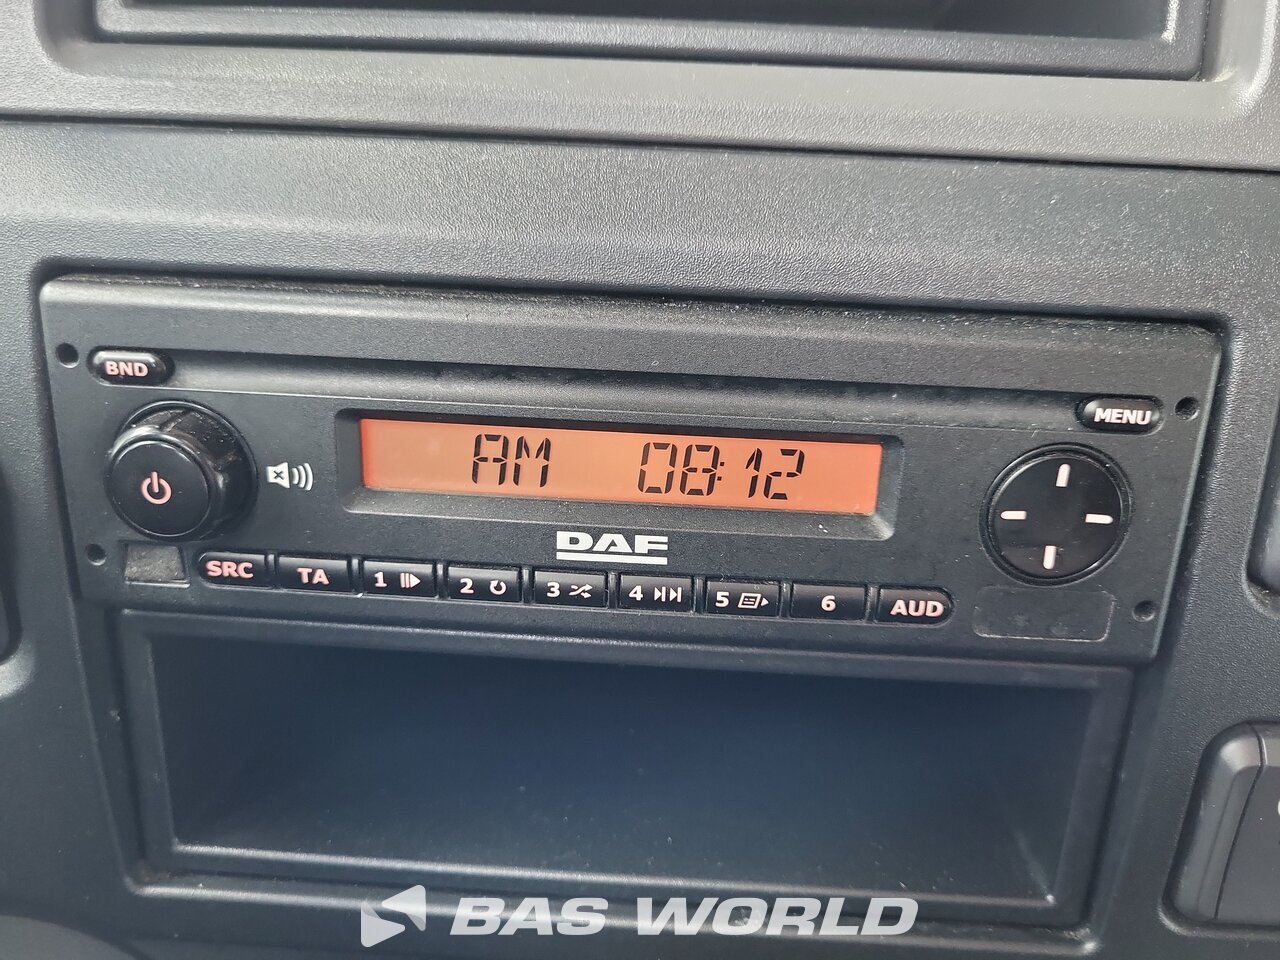 BND
MENU
AM 08:12
DAF
SRC TA 1 2 3 4 5 6 AUD
BAS WORLD